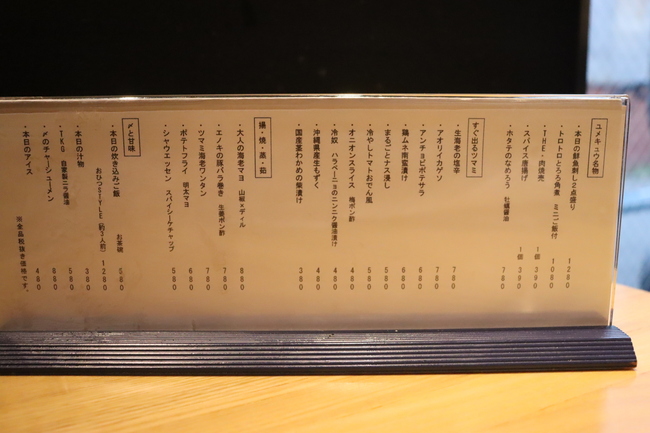 ユメキュウ名物
・本日の鮮魚刺し2点盛り 1280
・トロトロとろろ角煮 ミニご飯付 1080
・THE・肉焼売 1個390
・スパイス唐揚げ 1個390
・ホタテのなめろう 牡蠣醤油 780
すぐ出るツマミ
・生海老の塩辛 780
・アオリイカゲソ 780
・アンチョビポテサラ 680
・鶏ムネ南蛮漬け 680
・まるごとナス浸し 580
・冷やしトマトおでん風 580
・オニオンスライス 梅ポン酢 480
・冷奴 ハラペーニョのニンニク醤油漬け 480
・沖縄県産生もずく 480
・国産茎わかめの柴漬け 380
揚・焼・蒸・茹
・大人の海老マヨ 山椒×ディル 880
・エノキの豚バラ巻き 生姜ポン酢 780
・ツマミ海老ワンタン 780
・ポテトフライ 明太マヨ 680
・シャウエッセン スパイシーケチャップ 580
〆と甘味
・本日の炊き込みご飯 お茶碗 680
おひつSTYLE(約3人前) 1280
・本日の汁物 380
・TKG 自家製ニラ醤油 580
・〆のチャーシューメン 880
・本日のアイス 480
※全品税抜き価格です。